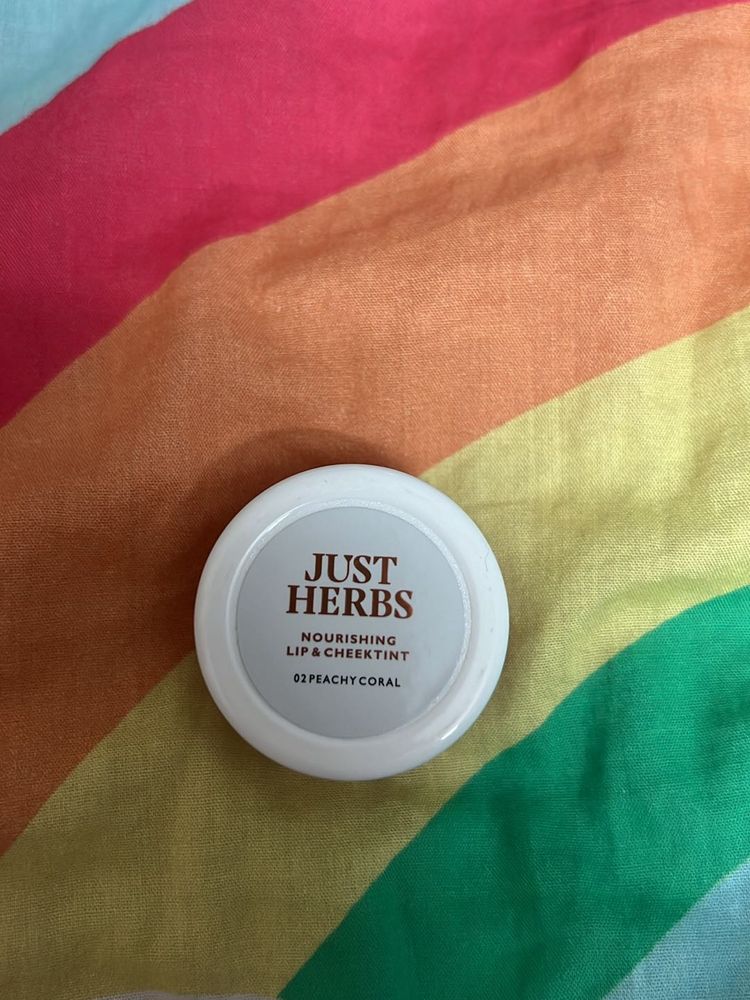 JUST
HERBS
NOURISHING
LIP & CHEEKTINT
02 PEACHY CORAL